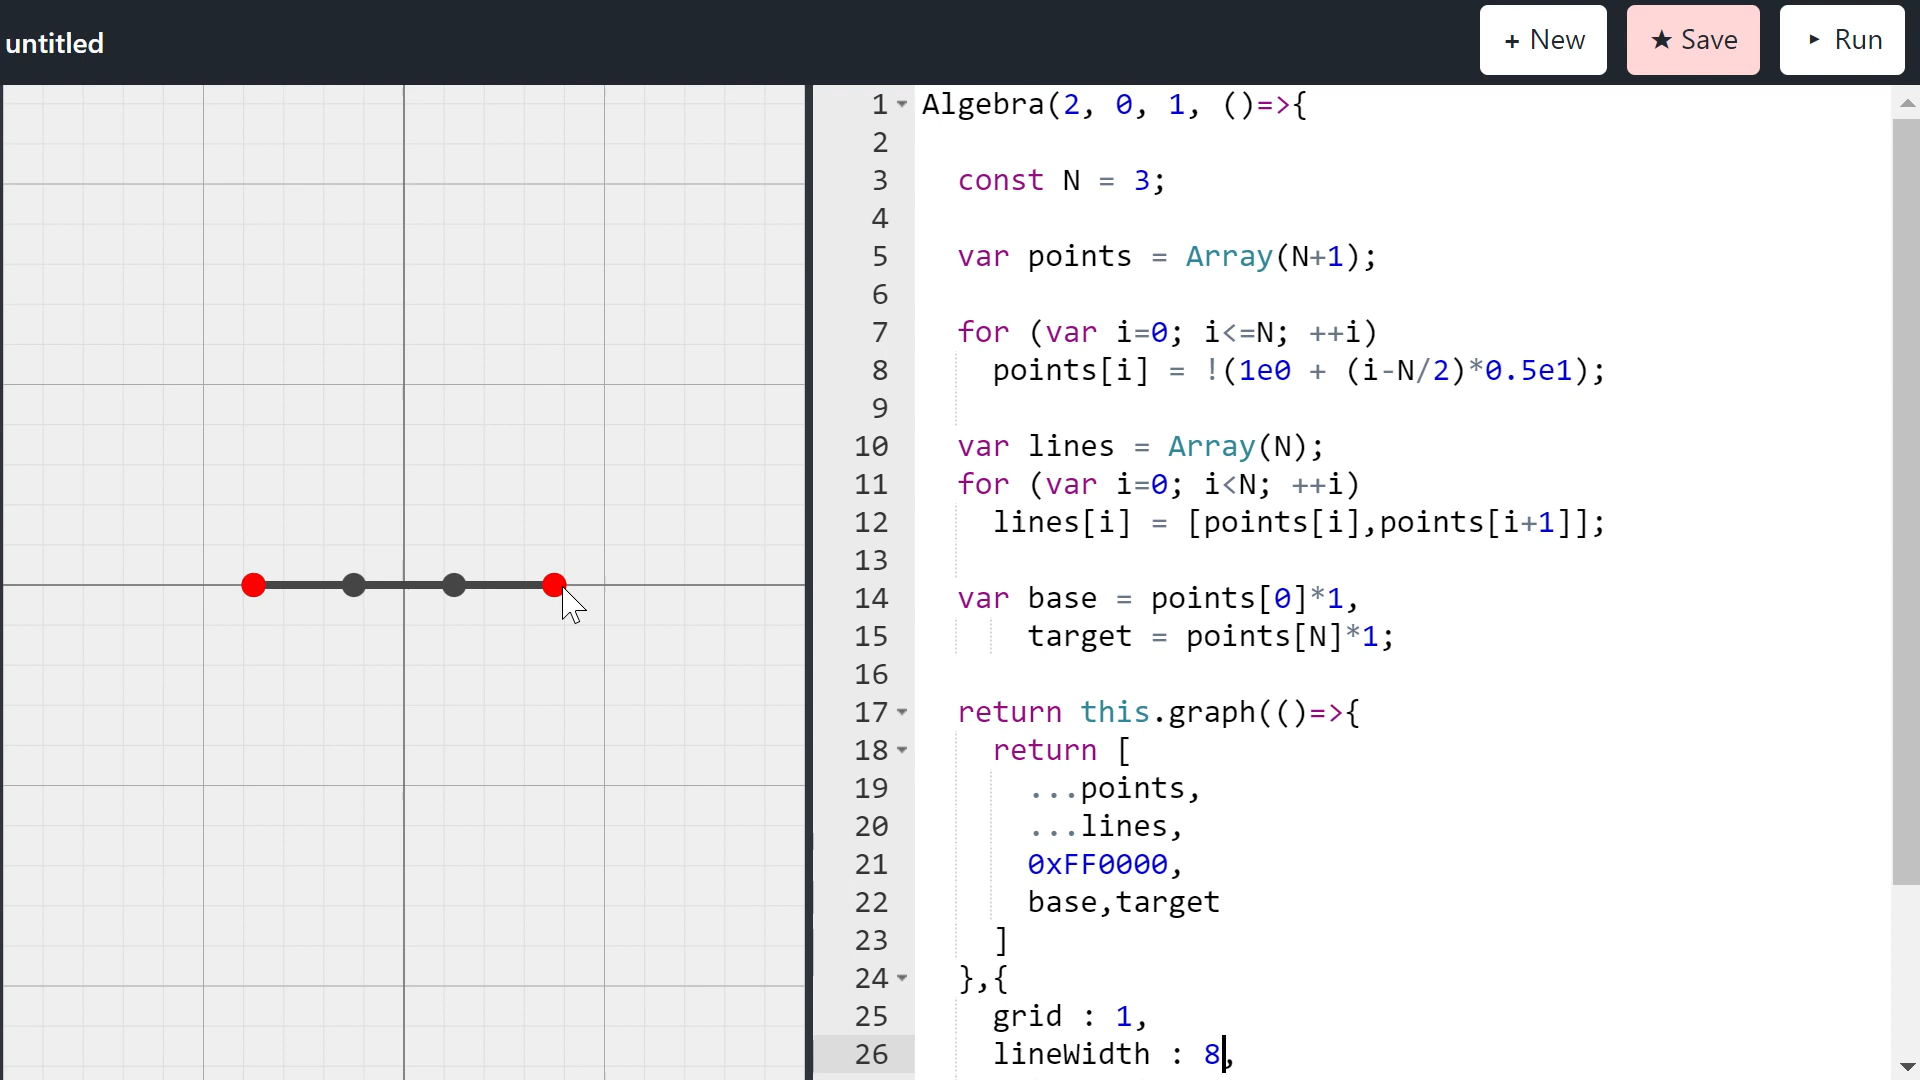 untitled
+ New
★ Save
▸ Run
1 Algebra(2, 0, 1, ()=>{
2
3 const N = 3;
4
5 var points = Array(N+1);
6
7 for (var i=0; i<=N; ++i)
8 points[i] = !(1e0 + (i-N/2)*0.5e1);
9
10 var lines = Array(N);
11 for (var i=0; i<N; ++i)
12 lines[i] = [points[i],points[i+1]];
13
14 var base = points[0]*1,
15 target = points[N]*1;
16
17 return this.graph(()=>{
18 return [
19 ...points,
20 ...lines,
21 0xFF0000,
22 base,target
23 ]
24 },{
25 grid : 1,
26 lineWidth : 8,